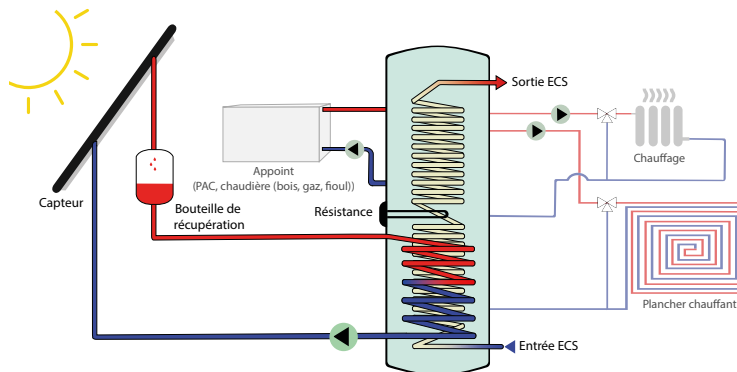 Sortie ECS
Chauffage
Appoint
(PAC, chaudière (bois, gaz, fioul))
Capteur
Bouteille de
récupération
Résistance
Plancher chauffant
Entrée ECS